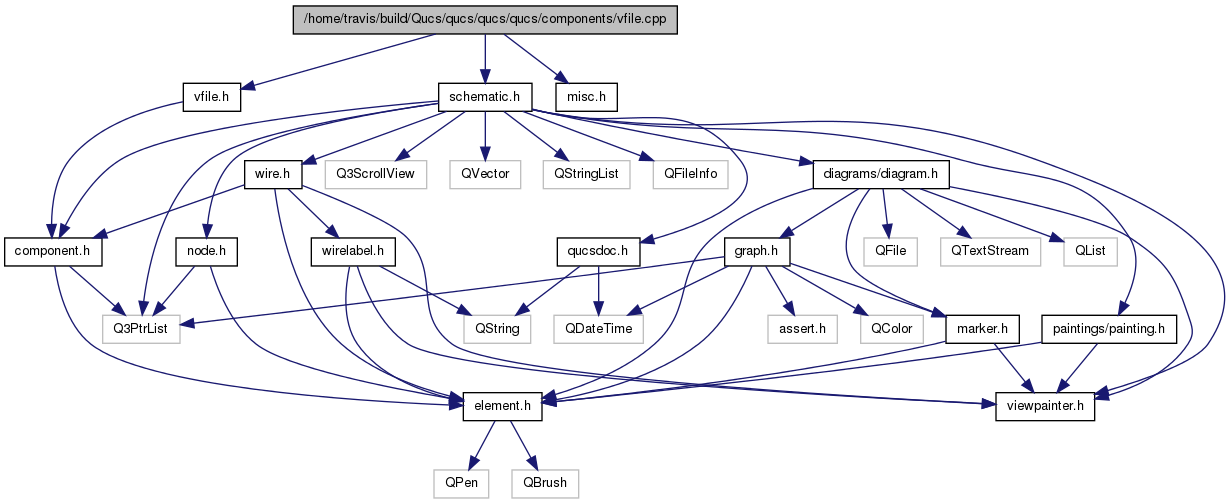 /home/travis/build/Qucs/qucs/qucs/qucs/components/vfile.cpp
vfile.h
schematic.h
misc.h
wire.h
Q3ScrollView
QVector
QStringList
QFileInfo
diagrams/diagram.h
component.h
node.h
wirelabel.h
qucsdoc.h
graph.h
QFile
QTextStream
QList
Q3PtrList
QString
QDateTime
assert.h
QColor
marker.h
paintings/painting.h
element.h
viewpainter.h
QPen
QBrush